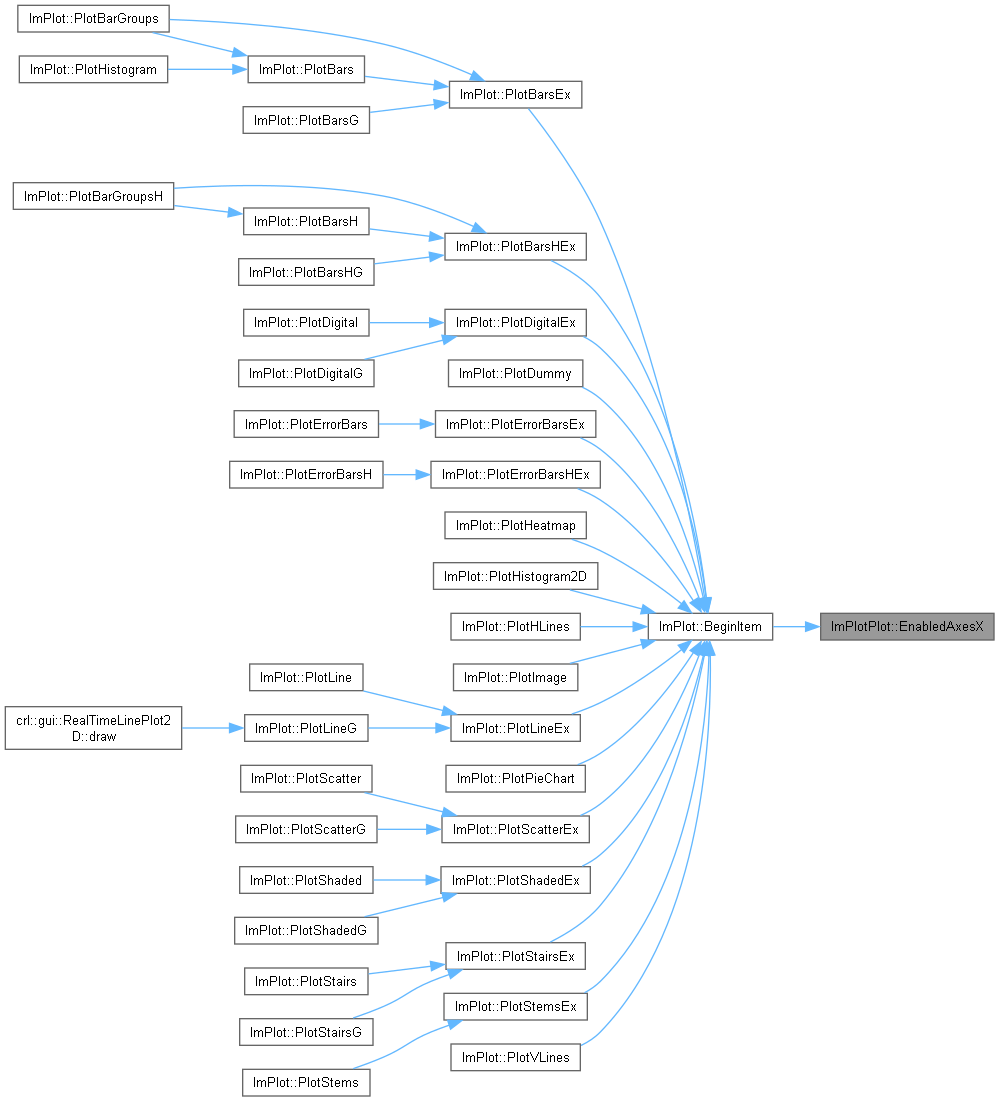 ImPlot::PlotBarGroups
ImPlot::PlotHistogram
ImPlot::PlotBars
ImPlot::PlotBarsEx
ImPlot::PlotBarsG
ImPlot::PlotBarGroupsH
ImPlot::PlotBarsH
ImPlot::PlotBarsHEx
ImPlot::PlotBarsHG
ImPlot::PlotDigital
ImPlot::PlotDigitalEx
ImPlot::PlotDigitalG
ImPlot::PlotDummy
ImPlot::PlotErrorBars
ImPlot::PlotErrorBarsEx
ImPlot::PlotErrorBarsH
ImPlot::PlotErrorBarsHEx
ImPlot::PlotHeatmap
ImPlot::PlotHistogram2D
ImPlot::PlotHLines
ImPlot::BeginItem
ImPlotPlot::EnabledAxesX
ImPlot::PlotImage
ImPlot::PlotLine
crl::gui::RealTimeLinePlot2
D::draw
ImPlot::PlotLineG
ImPlot::PlotLineEx
ImPlot::PlotPieChart
ImPlot::PlotScatter
ImPlot::PlotScatterG
ImPlot::PlotScatterEx
ImPlot::PlotShaded
ImPlot::PlotShadedEx
ImPlot::PlotShadedG
ImPlot::PlotStairsEx
ImPlot::PlotStairs
ImPlot::PlotStemsEx
ImPlot::PlotStairsG
ImPlot::PlotVLines
ImPlot::PlotStems